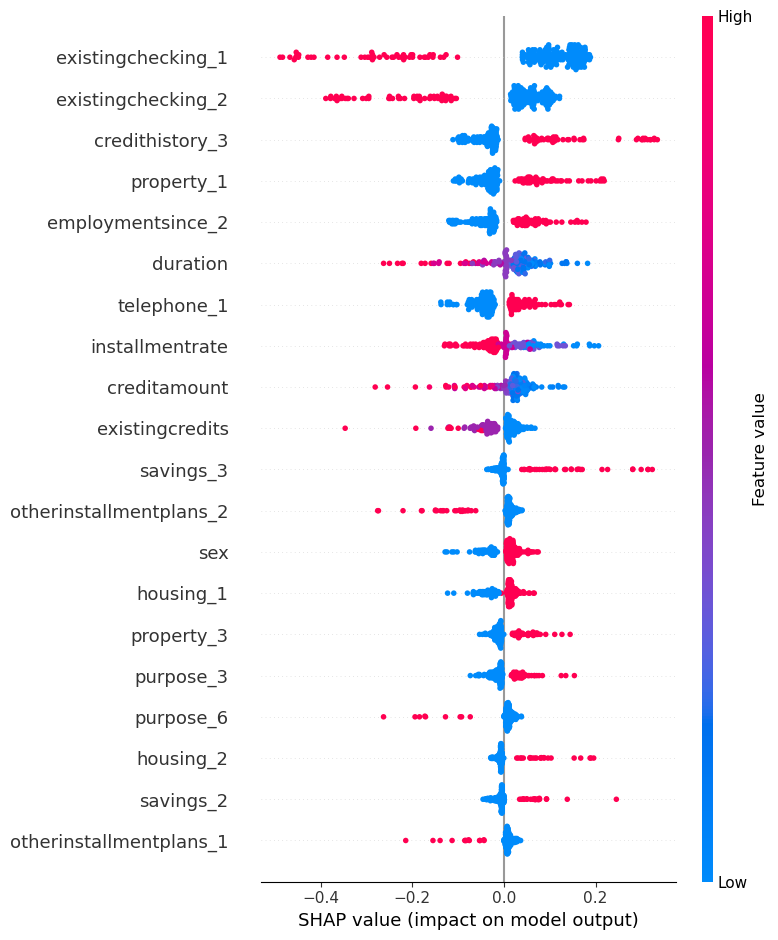 High
existingchecking_1
existingchecking_2
credithistory_3
property_1
employmentsince_2
duration
telephone_1
installmentrate
creditamount
existingcredits
savings_3
otherinstallmentplans_2
sex
housing_1
property_3
purpose_3
purpose_6
housing_2
savings_2
otherinstallmentplans_1
Feature value
Low
−0.4 −0.2 0.0 0.2
SHAP value (impact on model output)